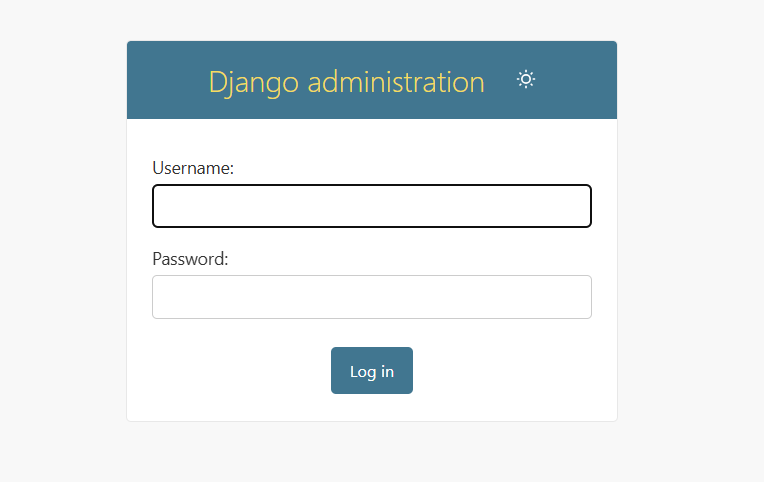 Django administration
Username:
Password:
Log in